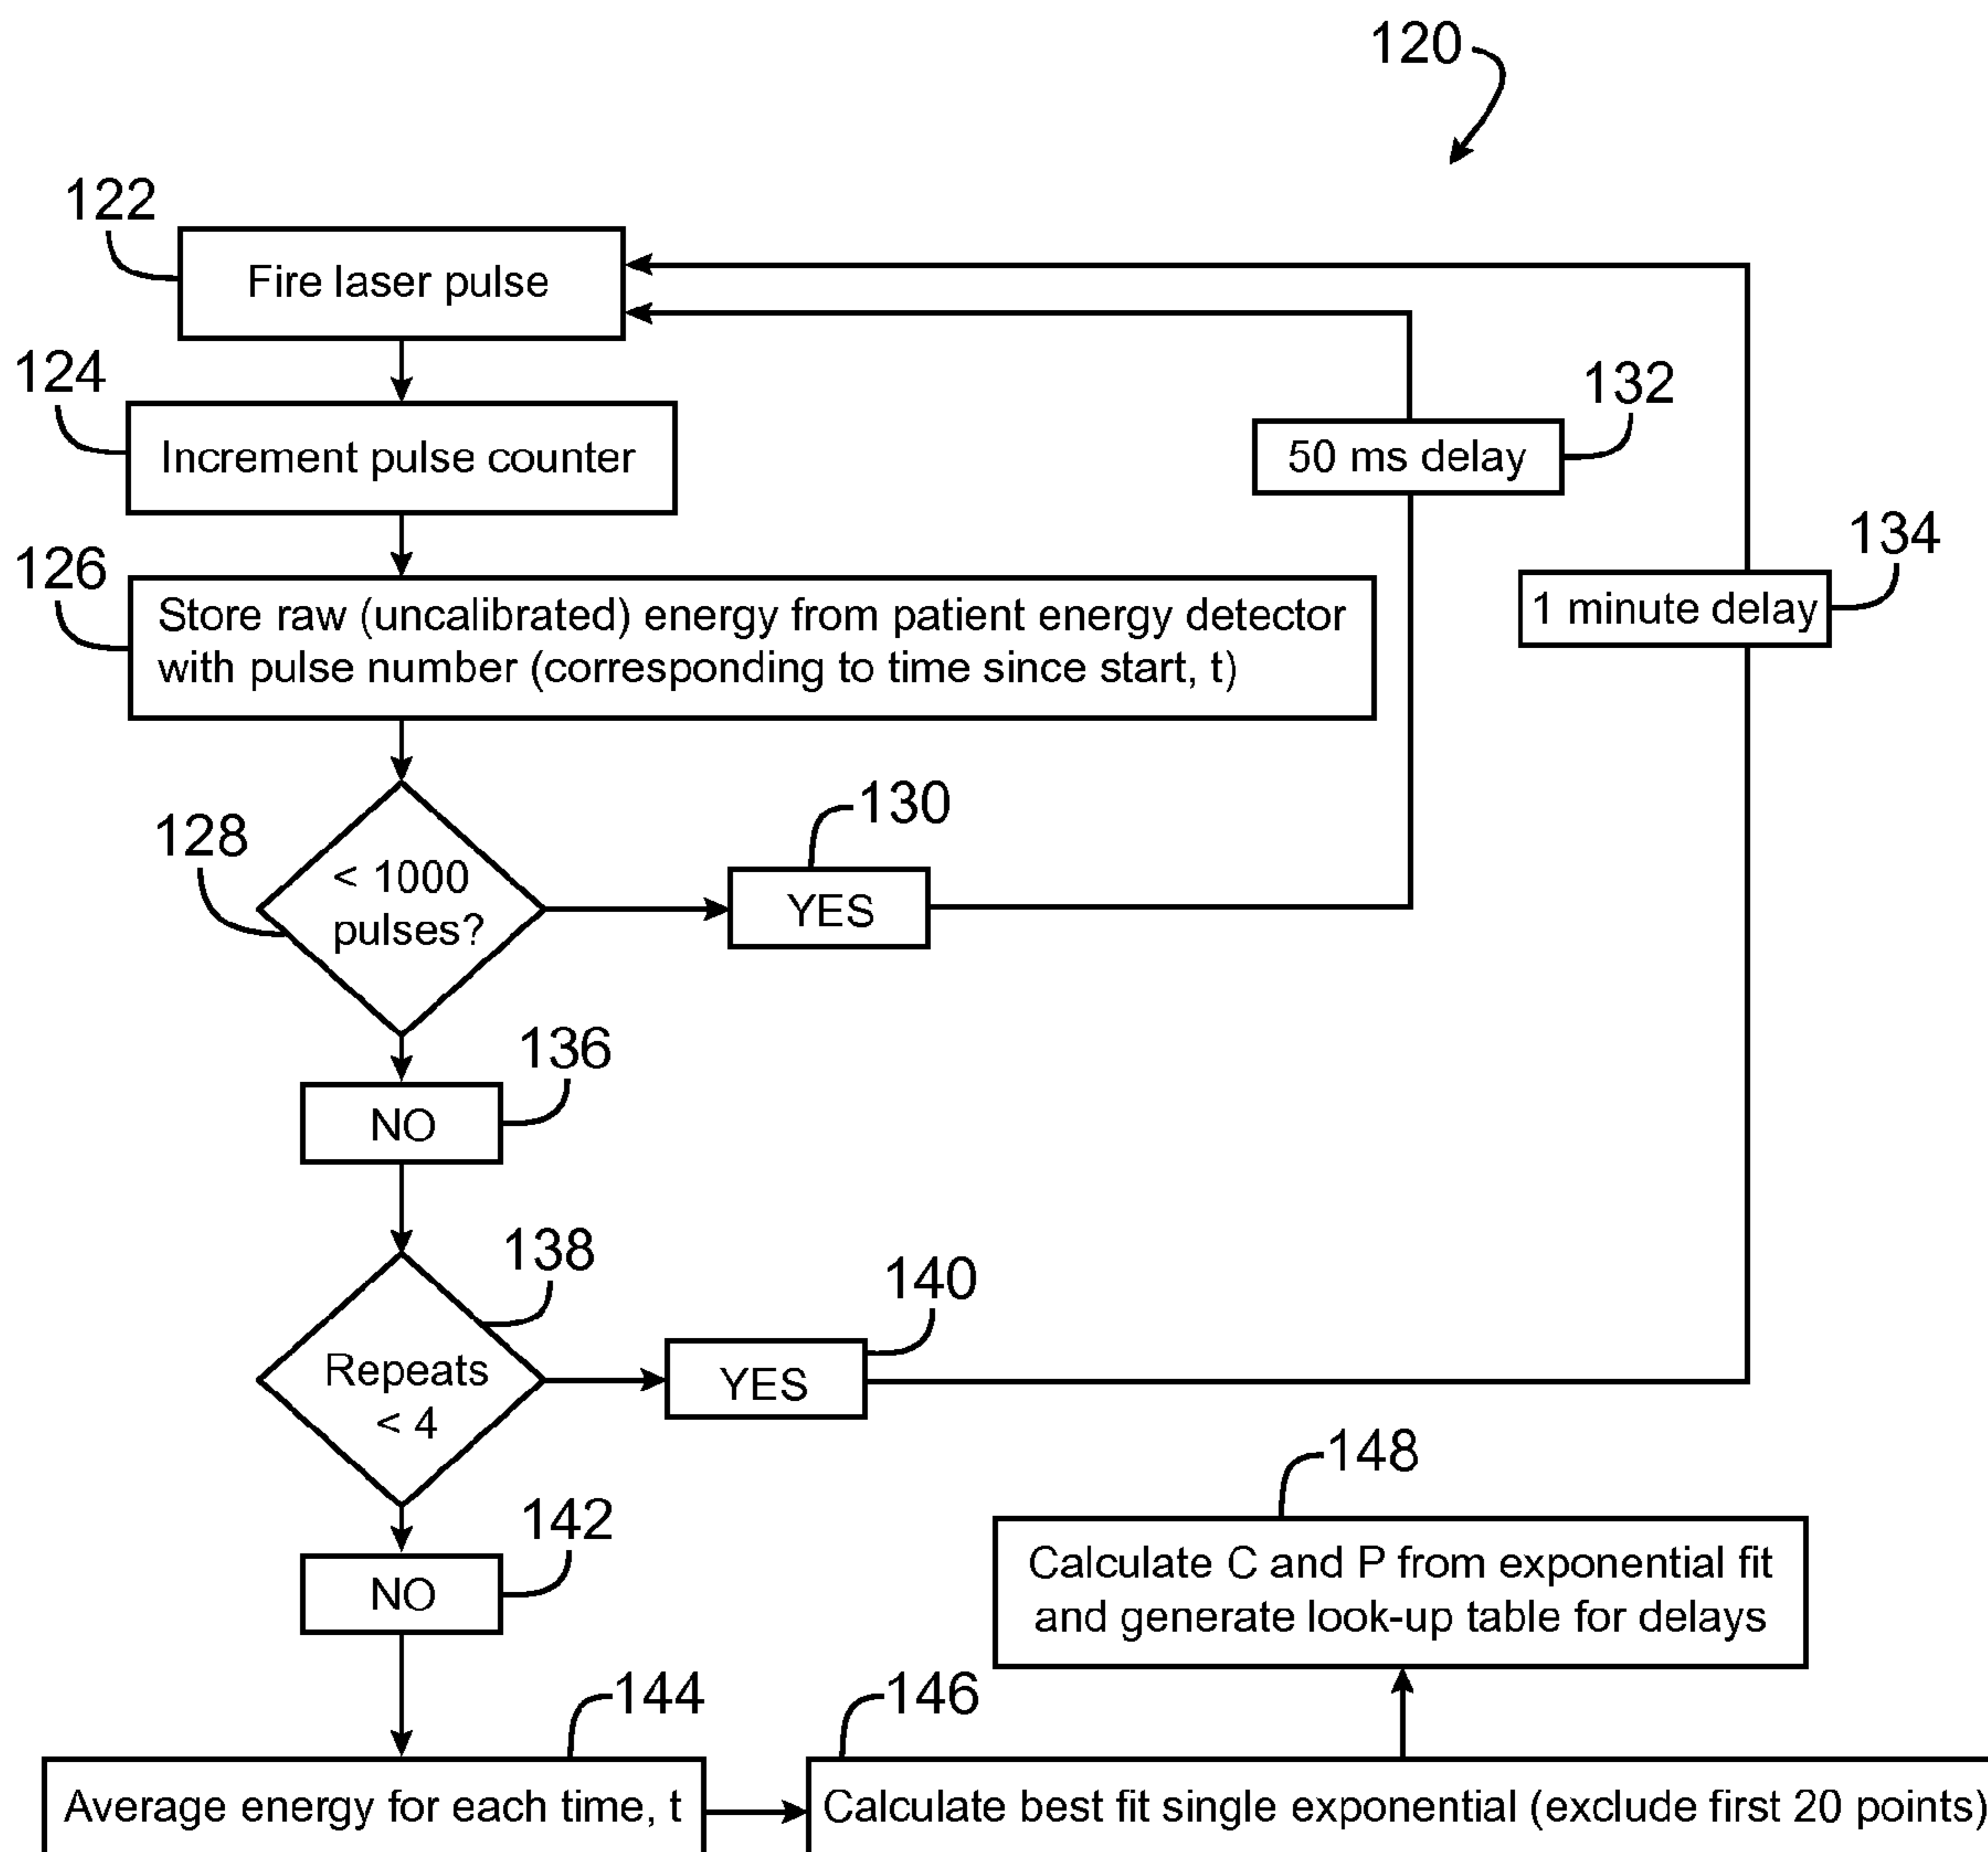 120
122
Fire laser pulse
124
Increment pulse counter
132
50 ms delay
126
Store raw (uncalibrated) energy from patient energy detector
with pulse number (corresponding to time since start, t)
134
1 minute delay
128
< 1000
pulses?
130
YES
136
NO
138
Repeats
< 4
140
YES
142
NO
148
Calculate C and P from exponential fit
and generate look-up table for delays
144
Average energy for each time, t
146
Calculate best fit single exponential (exclude first 20 points)